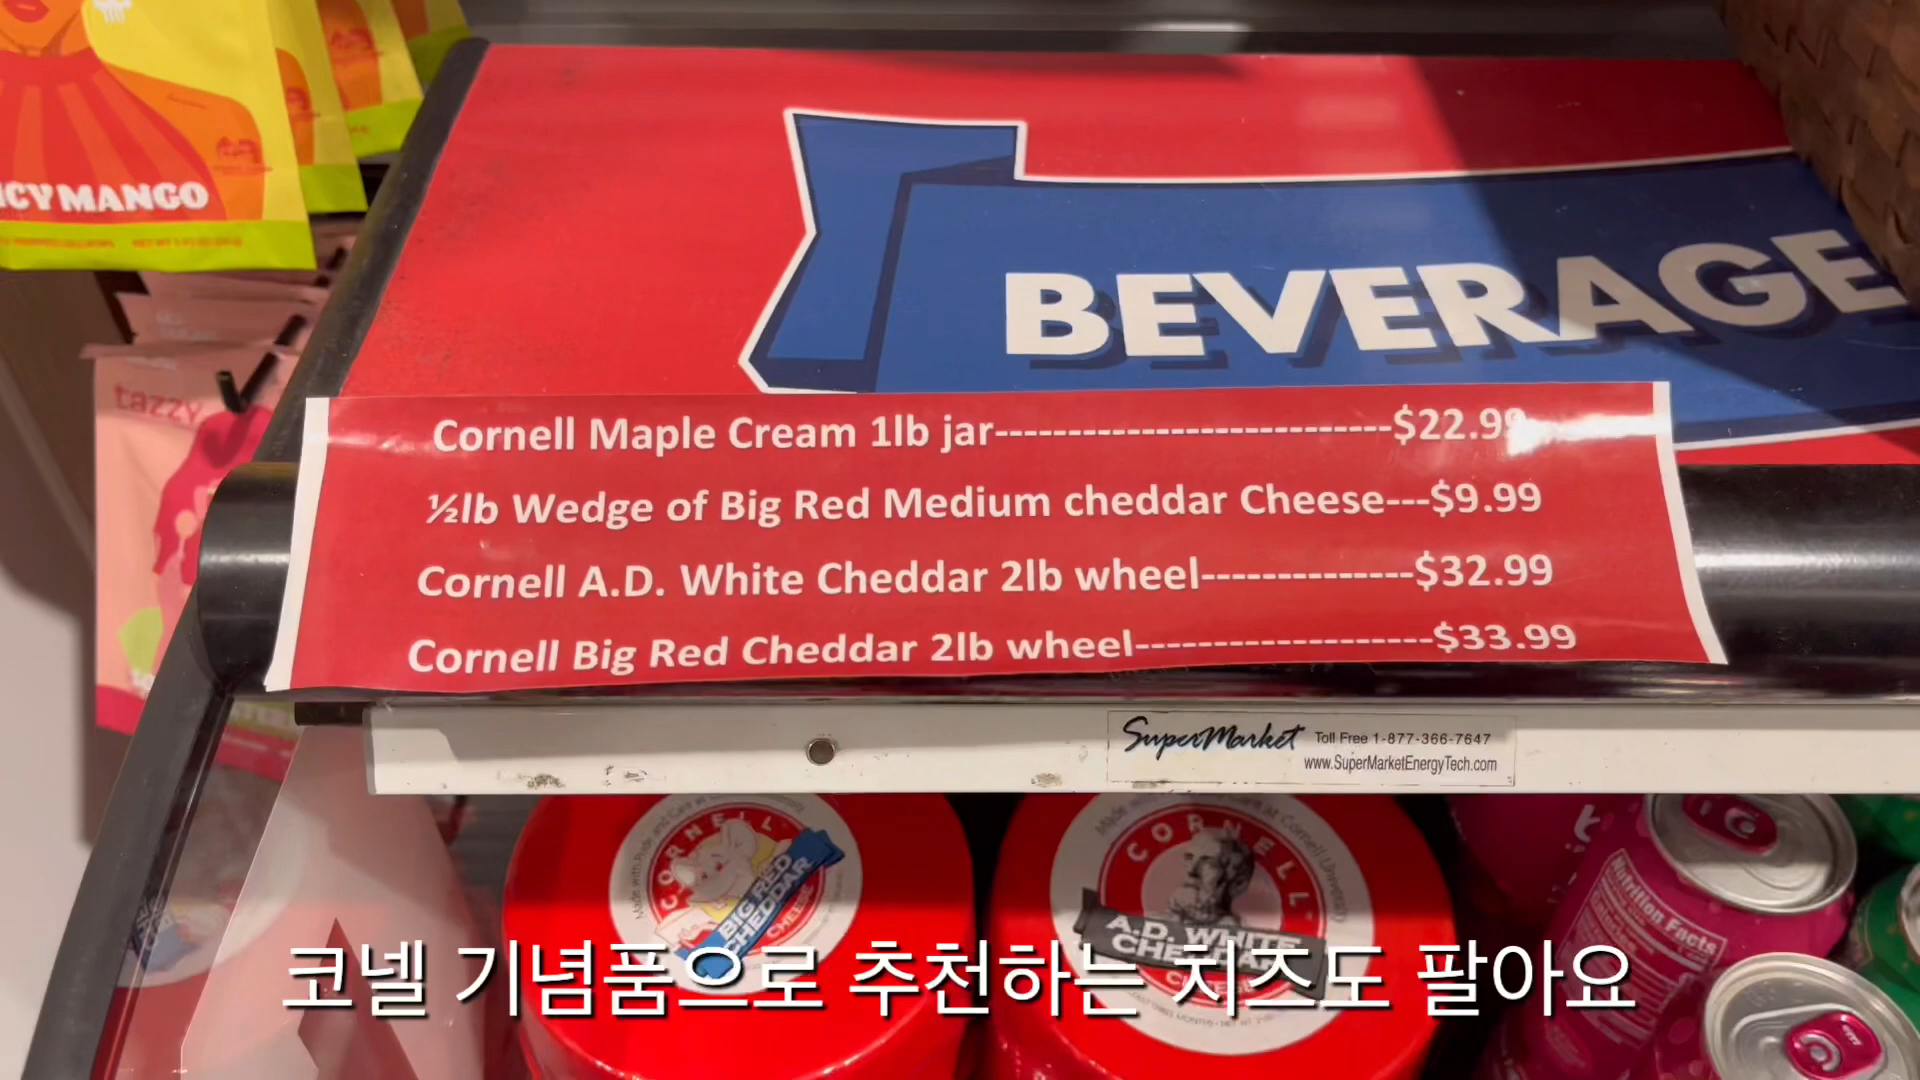 CYMANGO
tazzy
BEVERAGE
Cornell Maple Cream 1lb jar---------------------------$22.99
½lb Wedge of Big Red Medium cheddar Cheese---$9.99
Cornell A.D. White Cheddar 2lb wheel--------------$32.99
Cornell Big Red Cheddar 2lb wheel-------------------$33.99
SuperMarket Toll Free 1-877-366-7647
www.SuperMarketEnergyTech.com
CORNELL
BIG RED
CHEDDAR
CHEESE
CORNELL
A.D. WHITE
CHEDDAR
Nutrition Facts
코넬 기념품으로 추천하는 치즈도 팔아요